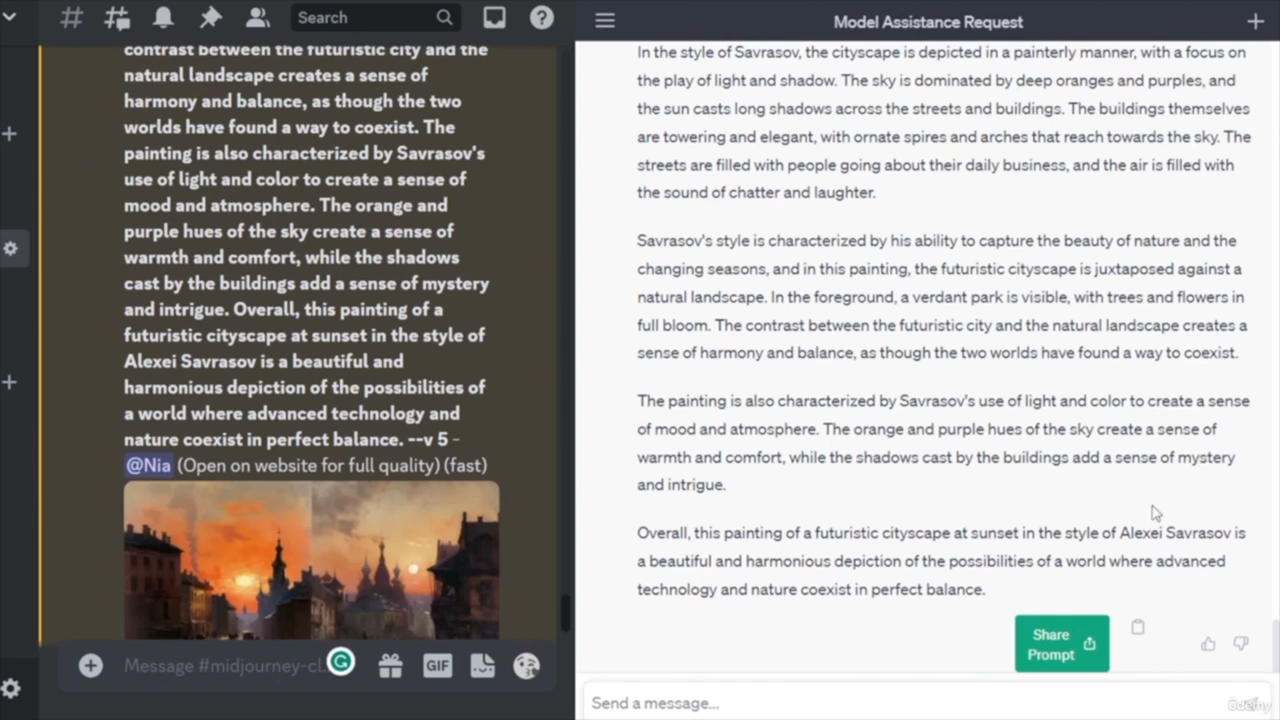 Search
contrast between the futuristic city and the
natural landscape creates a sense of
harmony and balance, as though the two
worlds have found a way to coexist. The
painting is also characterized by Savrasov's
use of light and color to create a sense of
mood and atmosphere. The orange and
purple hues of the sky create a sense of
warmth and comfort, while the shadows
cast by the buildings add a sense of mystery
and intrigue. Overall, this painting of a
futuristic cityscape at sunset in the style of
Alexei Savrasov is a beautiful and
harmonious depiction of the possibilities of
a world where advanced technology and
nature coexist in perfect balance. --v 5 -
@Nia (Open on website for full quality) (fast)
Message #midjourney-cl
GIF
Model Assistance Request
In the style of Savrasov, the cityscape is depicted in a painterly manner, with a focus on
the play of light and shadow. The sky is dominated by deep oranges and purples, and
the sun casts long shadows across the streets and buildings. The buildings themselves
are towering and elegant, with ornate spires and arches that reach towards the sky. The
streets are filled with people going about their daily business, and the air is filled with
the sound of chatter and laughter.
Savrasov's style is characterized by his ability to capture the beauty of nature and the
changing seasons, and in this painting, the futuristic cityscape is juxtaposed against a
natural landscape. In the foreground, a verdant park is visible, with trees and flowers in
full bloom. The contrast between the futuristic city and the natural landscape creates a
sense of harmony and balance, as though the two worlds have found a way to coexist.
The painting is also characterized by Savrasov's use of light and color to create a sense
of mood and atmosphere. The orange and purple hues of the sky create a sense of
warmth and comfort, while the shadows cast by the buildings add a sense of mystery
and intrigue.
Overall, this painting of a futuristic cityscape at sunset in the style of Alexei Savrasov is
a beautiful and harmonious depiction of the possibilities of a world where advanced
technology and nature coexist in perfect balance.
Share
Prompt
Send a message...
ûdemy